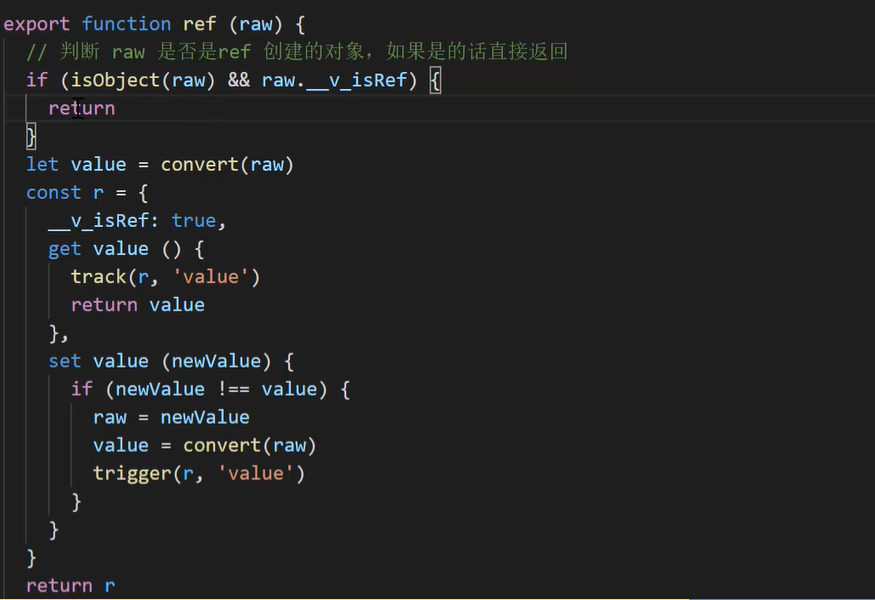 export function ref (raw) {
// 判断 raw 是否是ref 创建的对象，如果是的话直接返回
if (isObject(raw) && raw.__v_isRef) {
return
}
let value = convert(raw)
const r = {
__v_isRef: true,
get value () {
track(r, 'value')
return value
},
set value (newValue) {
if (newValue !== value) {
raw = newValue
value = convert(raw)
trigger(r, 'value')
}
}
}
return r